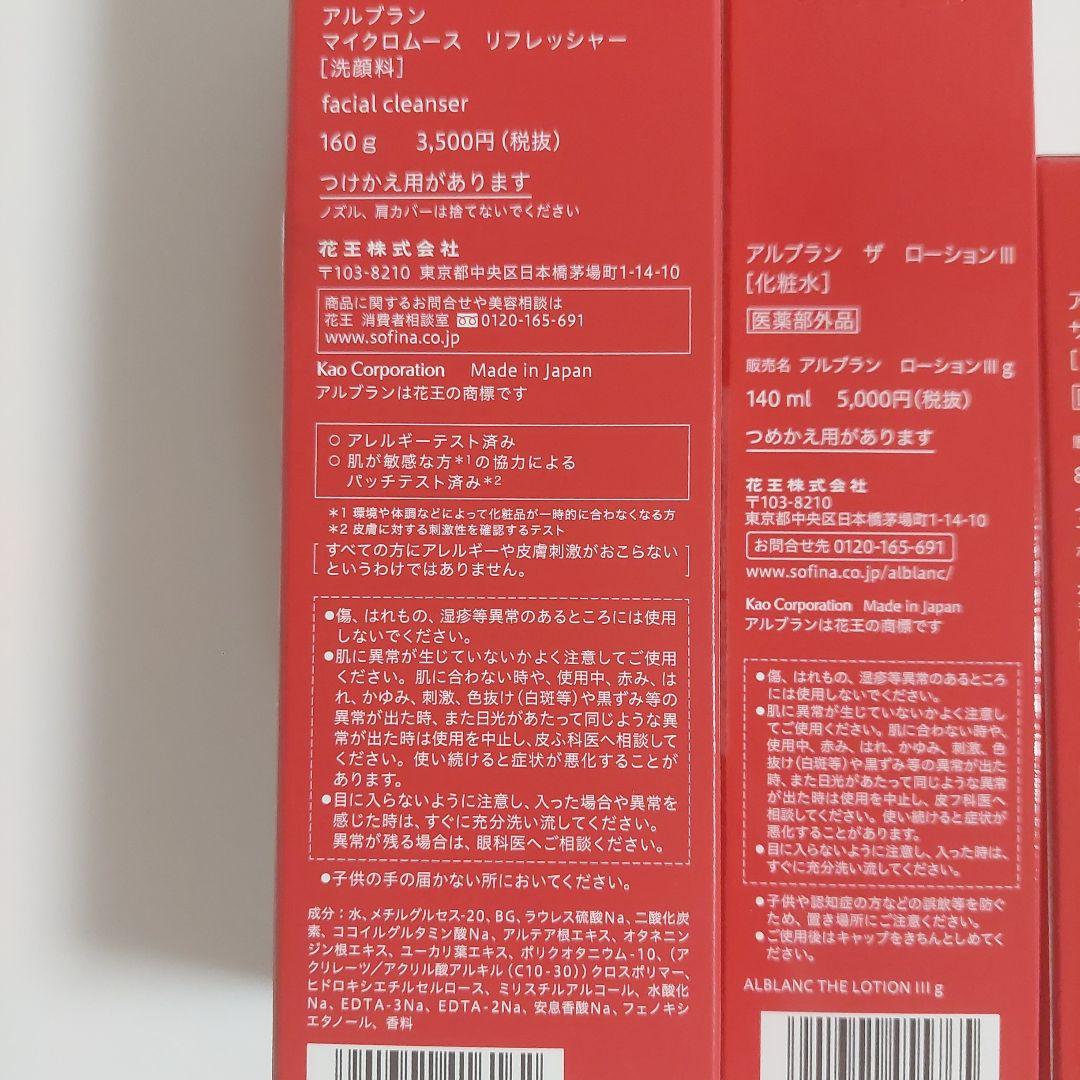 アルブラン
マイクロムース リフレッシャー
[洗顔料]
facial cleanser
160g 3,500円(税抜)
つけかえ用があります
ノズル、肩カバーは捨てないでください
花王株式会社
〒103-8210 東京都中央区日本橋茅場町1-14-10
商品に関するお問合せや美容相談は
花王 消費者相談室 0120-165-691
www.sofina.co.jp
Kao Corporation Made in Japan
アルブランは花王の商標です
○ アレルギーテスト済み
○ 肌が敏感な方*1の協力による
パッチテスト済み*2
*1 環境や体調などによって化粧品が一時的に合わなくなる方
*2 皮膚に対する刺激性を確認するテスト
[すべての方にアレルギーや皮膚刺激がおこらない
というわけではありません。]
●傷、はれもの、湿疹等異常のあるところには使用
しないでください。
●肌に異常が生じていないかよく注意してご使用
ください。肌に合わない時や、使用中、赤み、は
れ、かゆみ、刺激、色抜け(白斑等)や黒ずみ等の
異常が出た時、また日光があたって同じような異
常が出た時は使用を中止し、皮ふ科医へ相談して
ください。使い続けると症状が悪化することが
あります。
●目に入らないように注意し、入った場合や異常を
感じた時は、すぐに充分洗い流してください。
異常が残る場合は、眼科医へご相談ください。
●子供の手の届かない所においてください。
成分：水、メチルグルセス-20、BG、ラウレス硫酸Na、二酸化炭
素、ココイルグルタミン酸Na、アルテア根エキス、オタネニン
ジン根エキス、ユーカリ葉エキス、ポリクオタニウム-10、(ア
クリレーツ/アクリル酸アルキル(C10-30))クロスポリマー、
ヒドロキシエチルセルロース、ミリスチルアルコール、水酸化
Na、EDTA-3Na、EDTA-2Na、安息香酸Na、フェノキシ
エタノール、香料
アルブラン ザ ローションⅢ
[化粧水]
医薬部外品
販売名 アルブラン ローションⅢg
140ml 5,000円(税抜)
つめかえ用があります
花王株式会社
〒103-8210
東京都中央区日本橋茅場町1-14-10
お問合せ先 0120-165-691
www.sofina.co.jp/alblanc/
Kao Corporation Made in Japan
アルブランは花王の商標です
●傷、はれもの、湿疹等異常のあるところ
には使用しないでください。
●肌に異常が生じていないかよく注意し
てご使用ください。肌に合わない時や、
使用中、赤み、はれ、かゆみ、刺激、色
抜け(白斑等)や黒ずみ等の異常が出た
時、また日光があたって同じような異常
が出た時は使用を中止し、皮フ科医へ
相談してください。使い続けると症状が
悪化することがあります。
●目に入らないように注意し、入った時は、
すぐに充分洗い流してください。
●子供や認知症の方などの誤飲等を防ぐ
ため、置き場所にご注意ください。
●ご使用後はキャップをきちんとしめてく
ださい。
ALBLANC THE LOTION III g